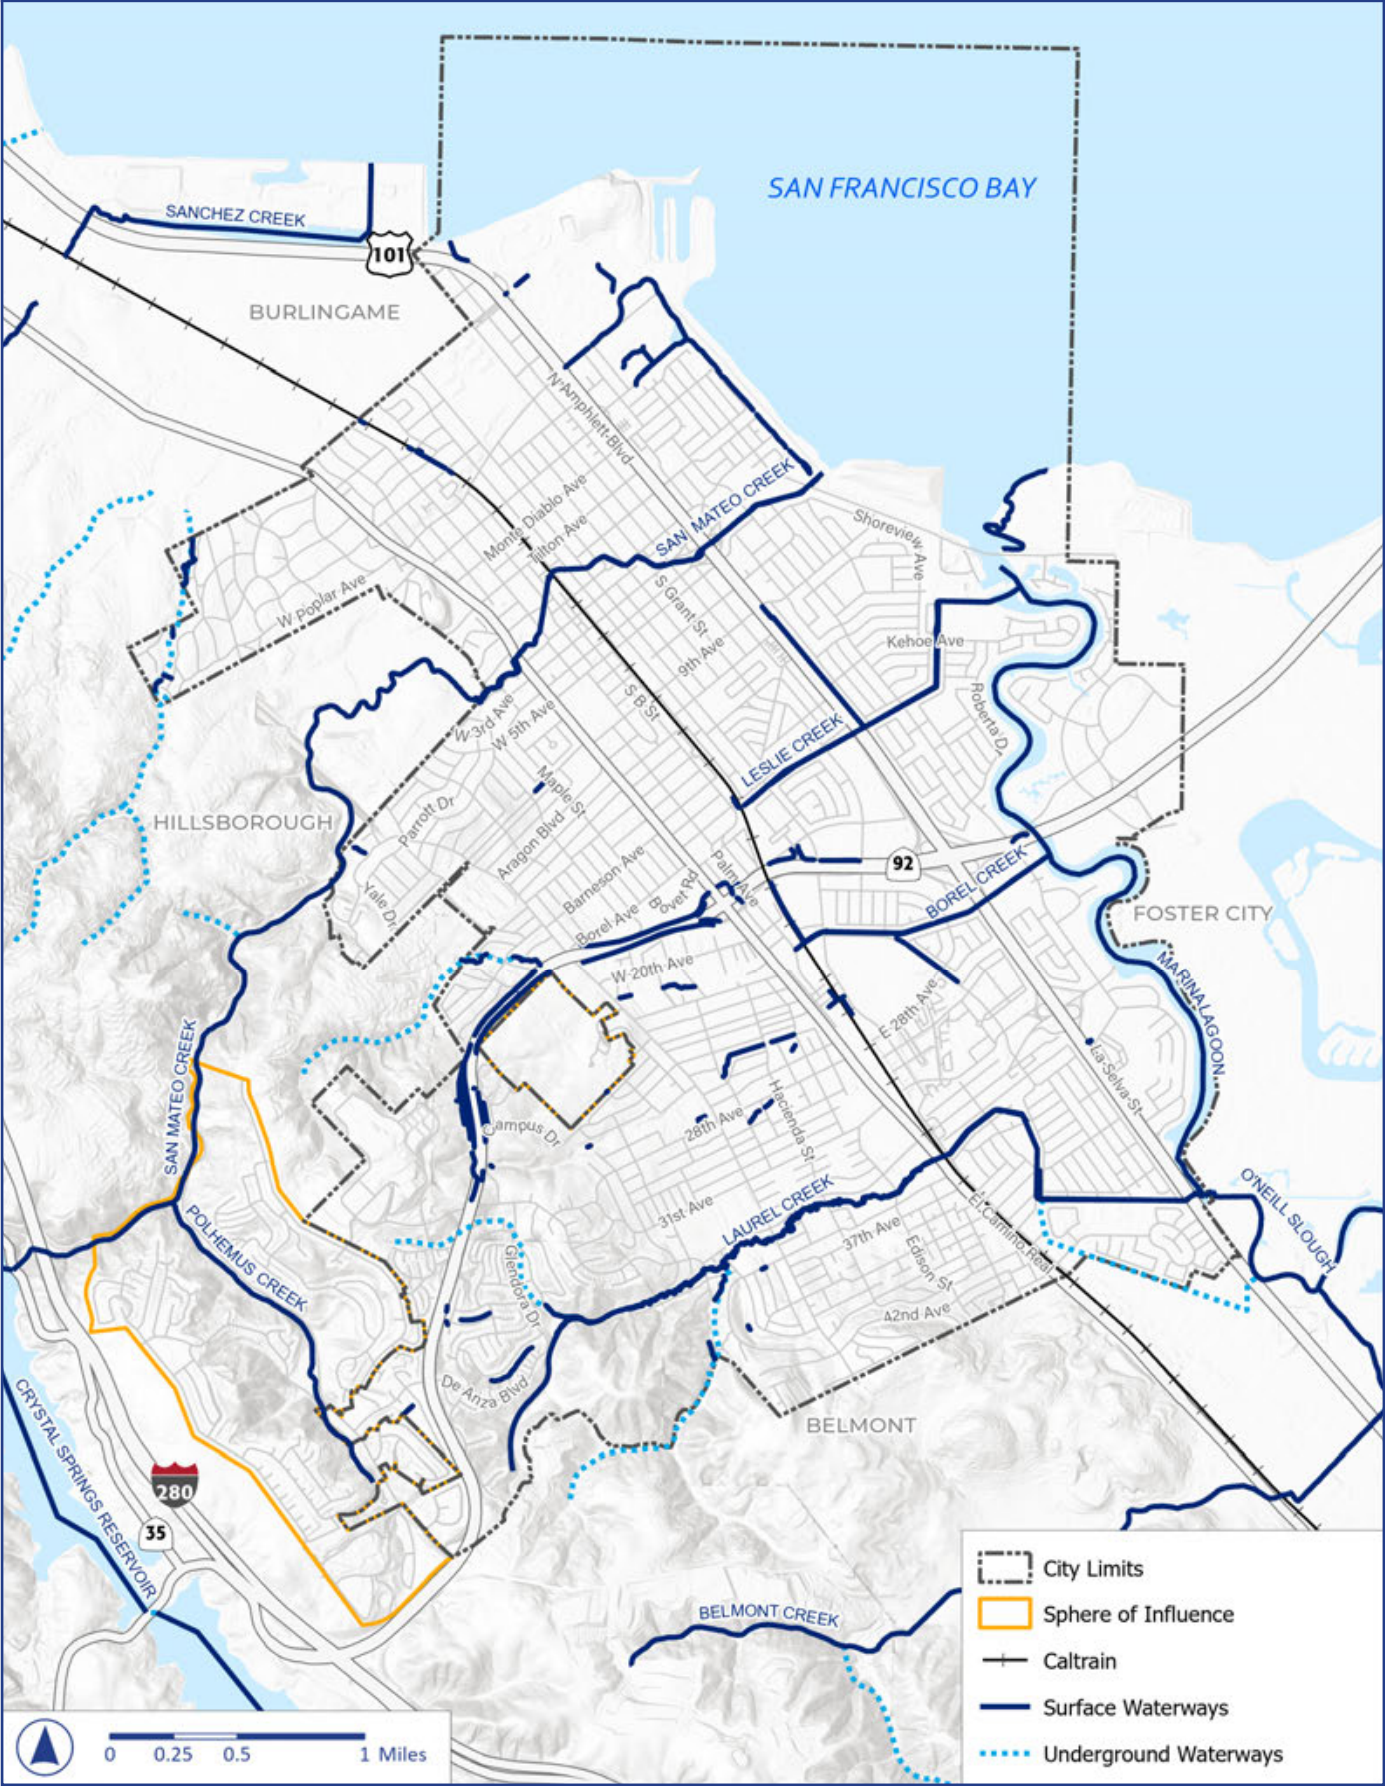 SAN FRANCISCO BAY
SANCHEZ CREEK
101
BURLINGAME
N Amphlett Blvd
SAN MATEO CREEK
Monte Diablo Ave
Tilton Ave
Shoreview Ave
W Poplar Ave
S Grant St
9th Ave
Kehoe Ave
S B St
Roberta Dr
W 3rd Ave
W 5th Ave
LESLIE CREEK
Maple St
Parrott Dr
HILLSBOROUGH
Aragon Blvd
Barneson Ave
Palm Ave
92
BOREL CREEK
Yale Dr
Bovet Rd
Borel Ave
FOSTER CITY
W 20th Ave
MARINA LAGOON
E 28th Ave
SAN MATEO CREEK
La Selva St
Campus Dr
28th Ave
Hacienda St
O'NEILL SLOUGH
31st Ave
LAUREL CREEK
POLHEMUS CREEK
37th Ave
El Camino Real
Glendora Dr
Edison St
42nd Ave
De Anza Blvd
BELMONT
CRYSTAL SPRINGS RESERVOIR
280
35
BELMONT CREEK
City Limits
Sphere of Influence
Caltrain
Surface Waterways
Underground Waterways
0 0.25 0.5 1 Miles